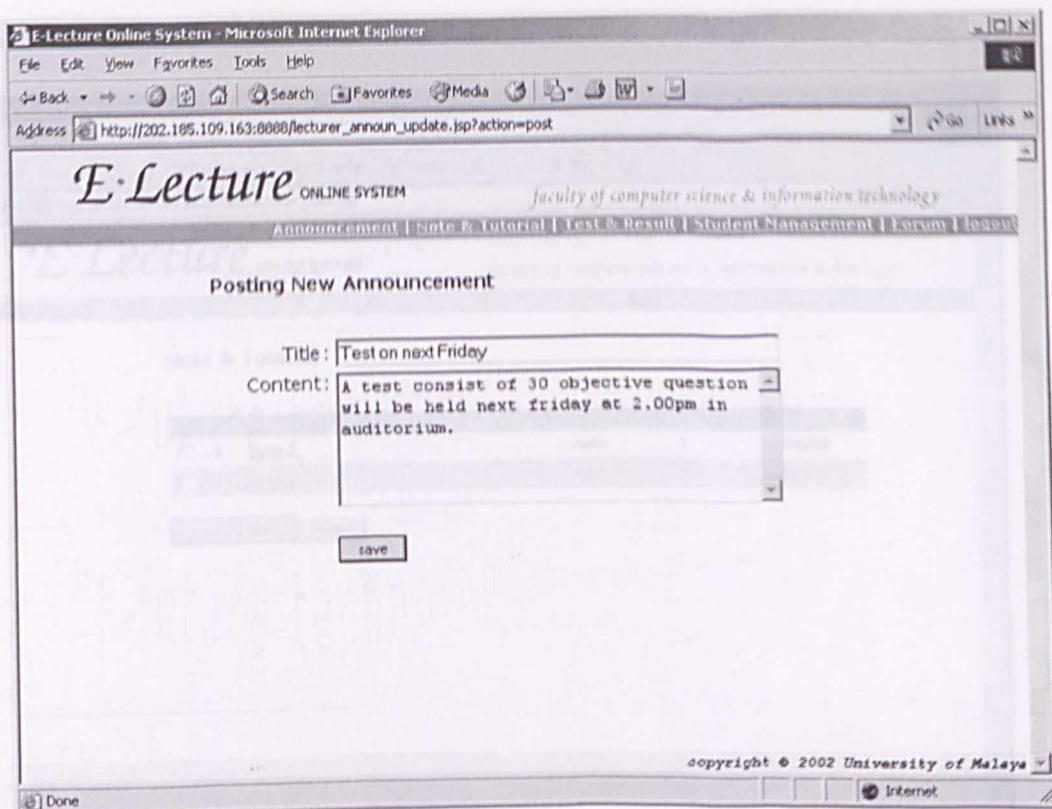 E-Lecture Online System - Microsoft Internet Explorer
File Edit View Favorites Tools Help
Back Search Favorites Media
Address http://202.185.109.163:8888/lecturer_announ_update.jsp?action=post Go Links »
E·Lecture ONLINE SYSTEM
faculty of computer science & information technology
Announcement | Note & Tutorial | Test & Result | Student Management | Forum | logout
Posting New Announcement
Title : Test on next Friday
Content : A test consist of 30 objective question
will be held next friday at 2.00pm in
auditorium.
save
copyright © 2002 University of Malaya
Done Internet